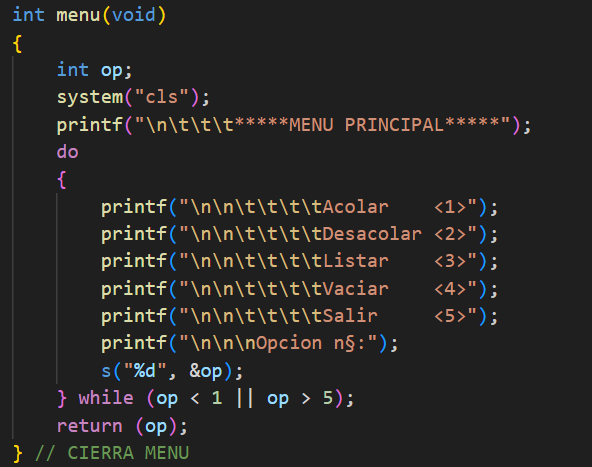 int menu(void)
{
    int op;
    system("cls");
    printf("\n\t\t\t*****MENU PRINCIPAL*****");
    do
    {
        printf("\n\n\t\t\t\tAcolar    <1>");
        printf("\n\n\t\t\t\tDesacolar <2>");
        printf("\n\n\t\t\t\tListar    <3>");
        printf("\n\n\t\t\t\tVaciar    <4>");
        printf("\n\n\t\t\t\tSalir     <5>");
        printf("\n\n\nOpcion n§:");
        s("%d", &op);
    } while (op < 1 || op > 5);
    return (op);
} // CIERRA MENU